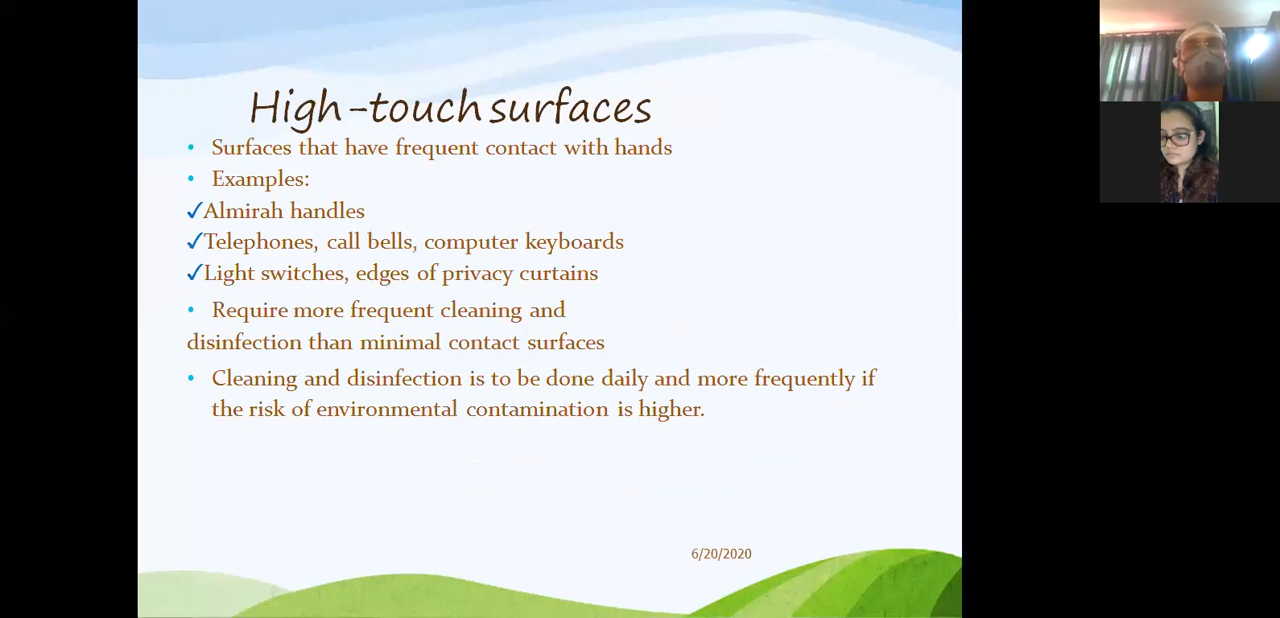 High-touch surfaces
• Surfaces that have frequent contact with hands
• Examples:
✓Almirah handles
✓Telephones, call bells, computer keyboards
✓Light switches, edges of privacy curtains
• Require more frequent cleaning and
disinfection than minimal contact surfaces
• Cleaning and disinfection is to be done daily and more frequently if
the risk of environmental contamination is higher.
6/20/2020